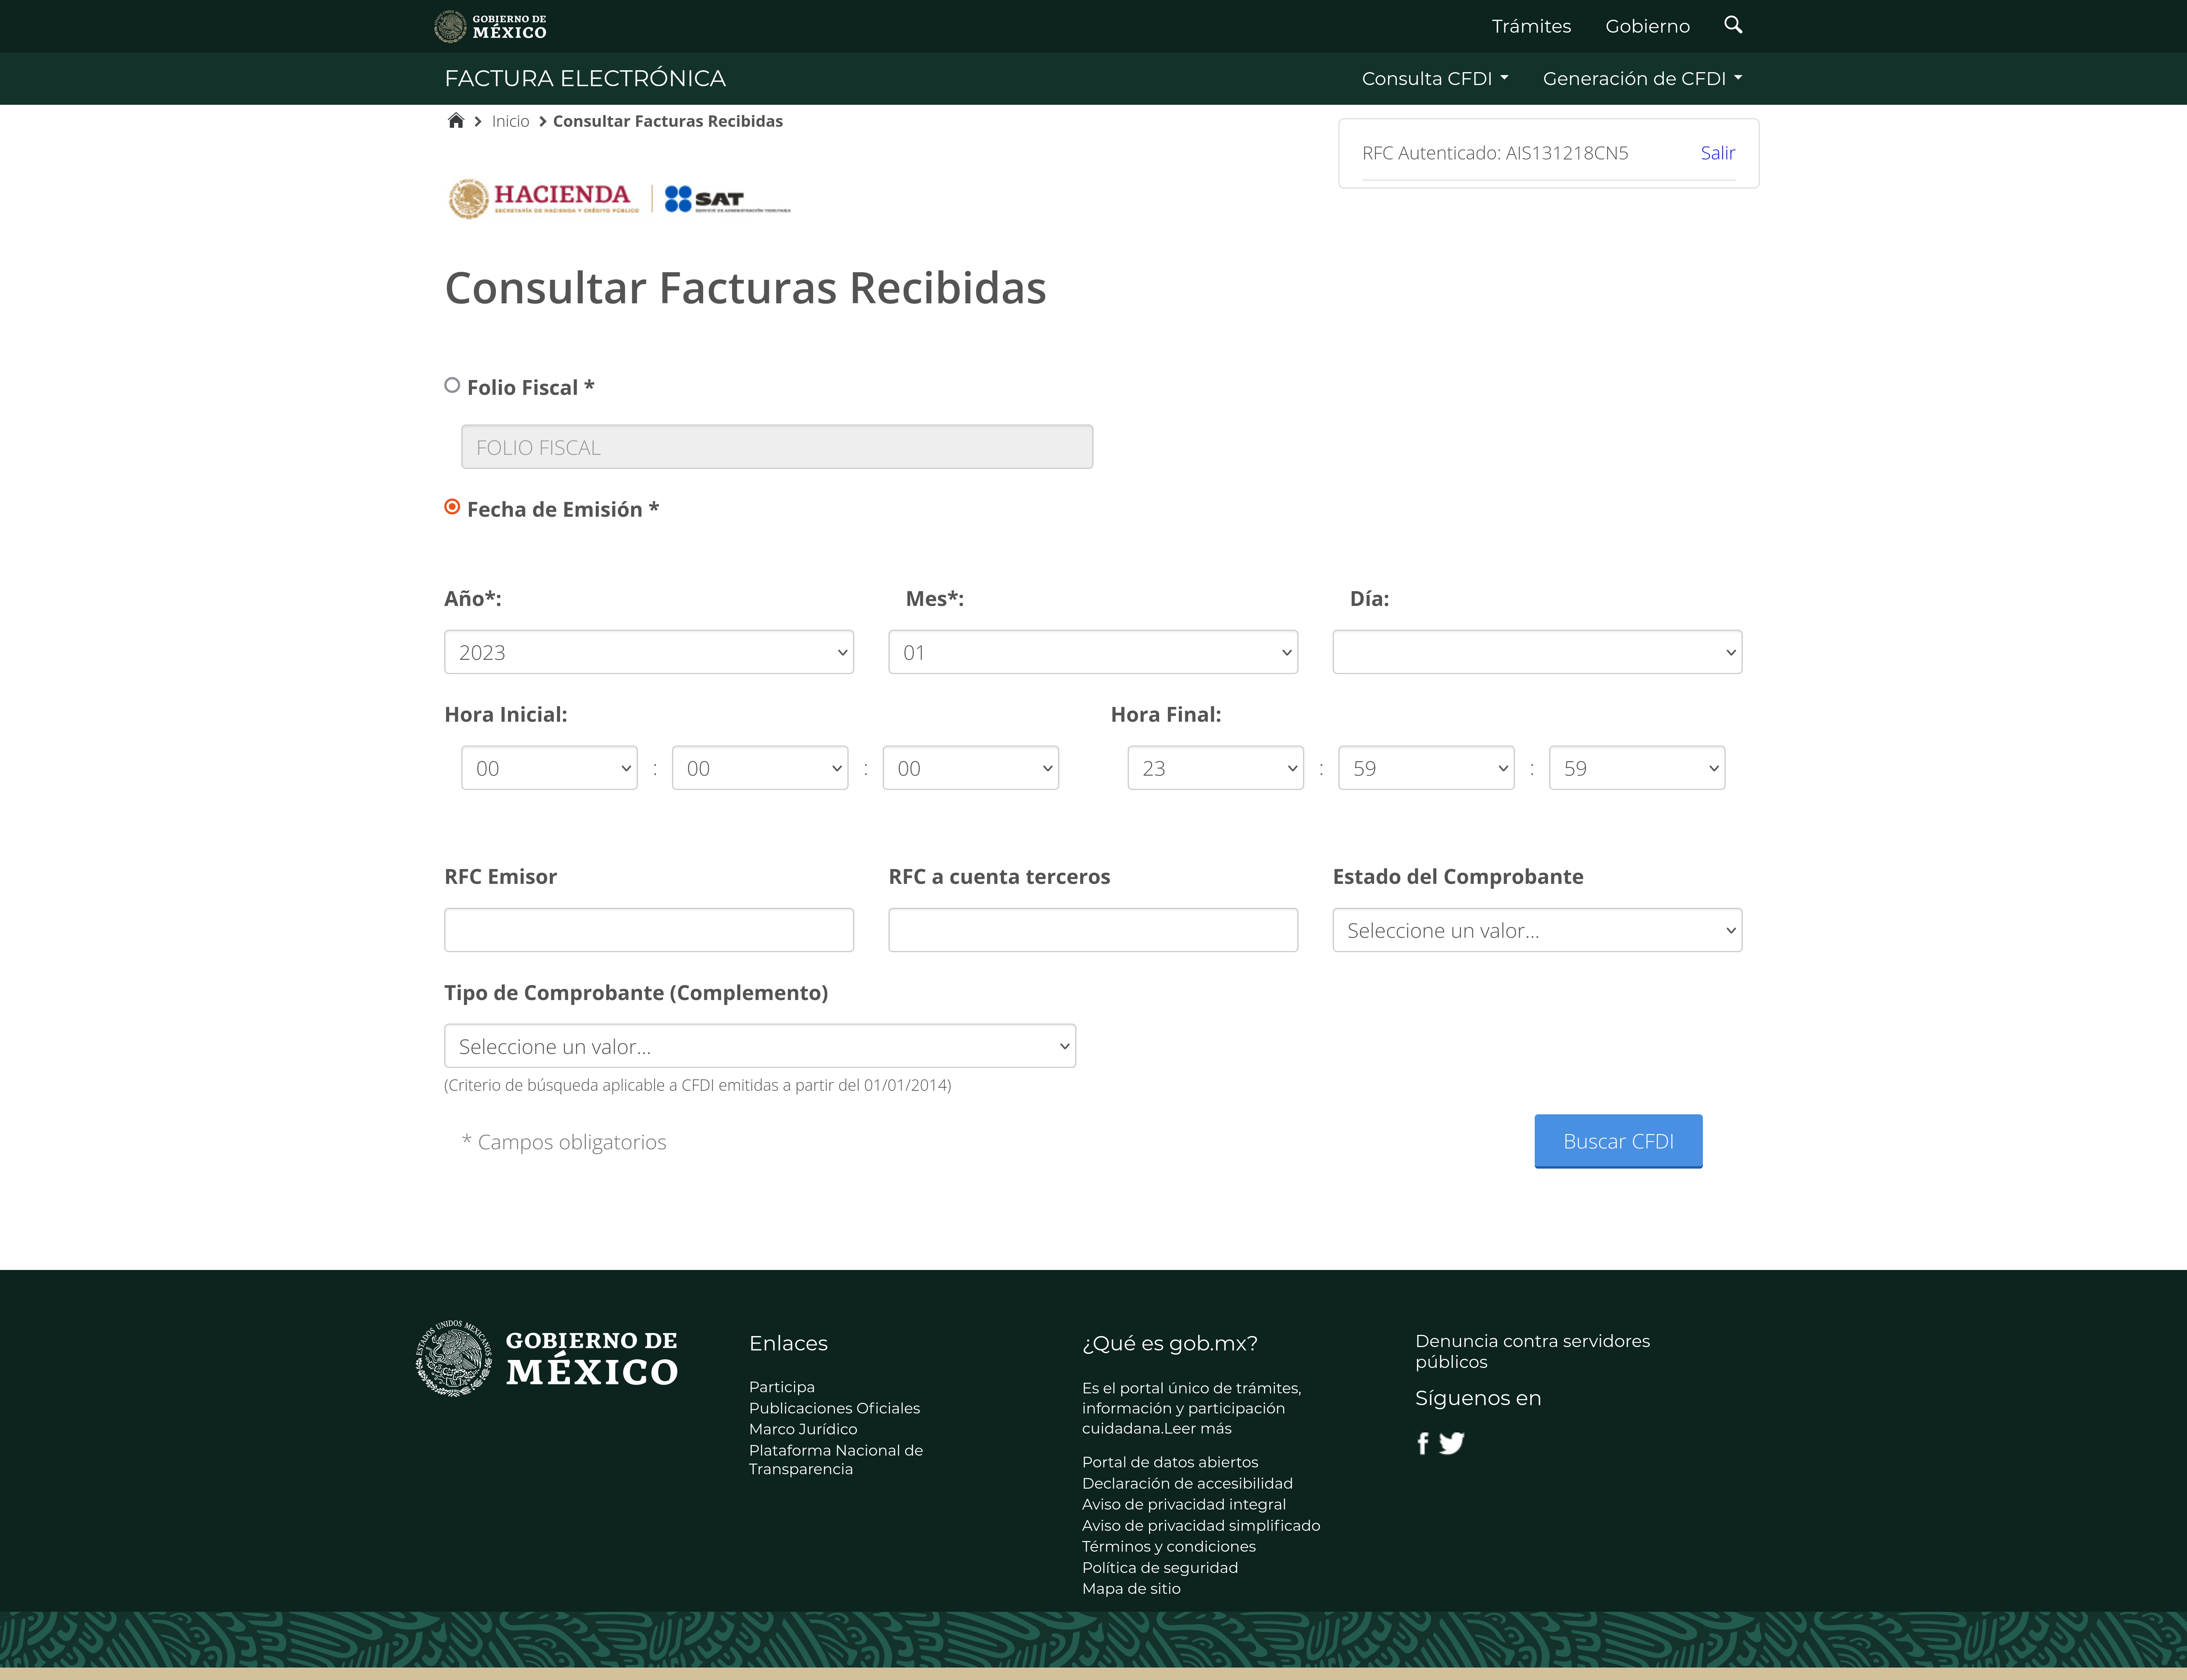 GOBIERNO DE
MÉXICO
Trámites
Gobierno
FACTURA ELECTRÓNICA
Consulta CFDI
Generación de CFDI
Inicio
Consultar Facturas Recibidas
RFC Autenticado: AIS131218CN5
Salir
HACIENDA
SECRETARÍA DE HACIENDA Y CRÉDITO PÚBLICO
SAT
SERVICIO DE ADMINISTRACIÓN TRIBUTARIA
Consultar Facturas Recibidas
Folio Fiscal *
FOLIO FISCAL
Fecha de Emisión *
Año*:
Mes*:
Día:
2023
01
Hora Inicial:
Hora Final:
00 : 00 : 00
23 : 59 : 59
RFC Emisor
RFC a cuenta terceros
Estado del Comprobante
Seleccione un valor...
Tipo de Comprobante (Complemento)
Seleccione un valor...
(Criterio de búsqueda aplicable a CFDI emitidas a partir del 01/01/2014)
* Campos obligatorios
Buscar CFDI
ESTADOS UNIDOS MEXICANOS
GOBIERNO DE
MÉXICO
Enlaces
Participa
Publicaciones Oficiales
Marco Jurídico
Plataforma Nacional de
Transparencia
¿Qué es gob.mx?
Es el portal único de trámites,
información y participación
cuidadana.Leer más
Portal de datos abiertos
Declaración de accesibilidad
Aviso de privacidad integral
Aviso de privacidad simplificado
Términos y condiciones
Política de seguridad
Mapa de sitio
Denuncia contra servidores
públicos
Síguenos en